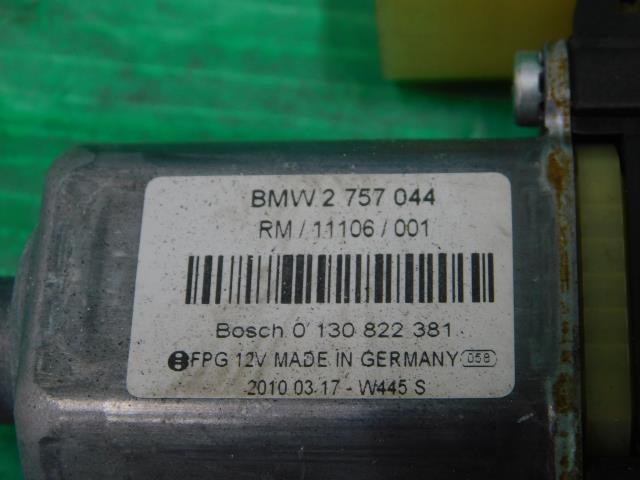 BMW 2 757 044
RM / 11106 / 001
Bosch 0 130 822 381
FPG 12V MADE IN GERMANY 058
2010 03 17 - W445 S